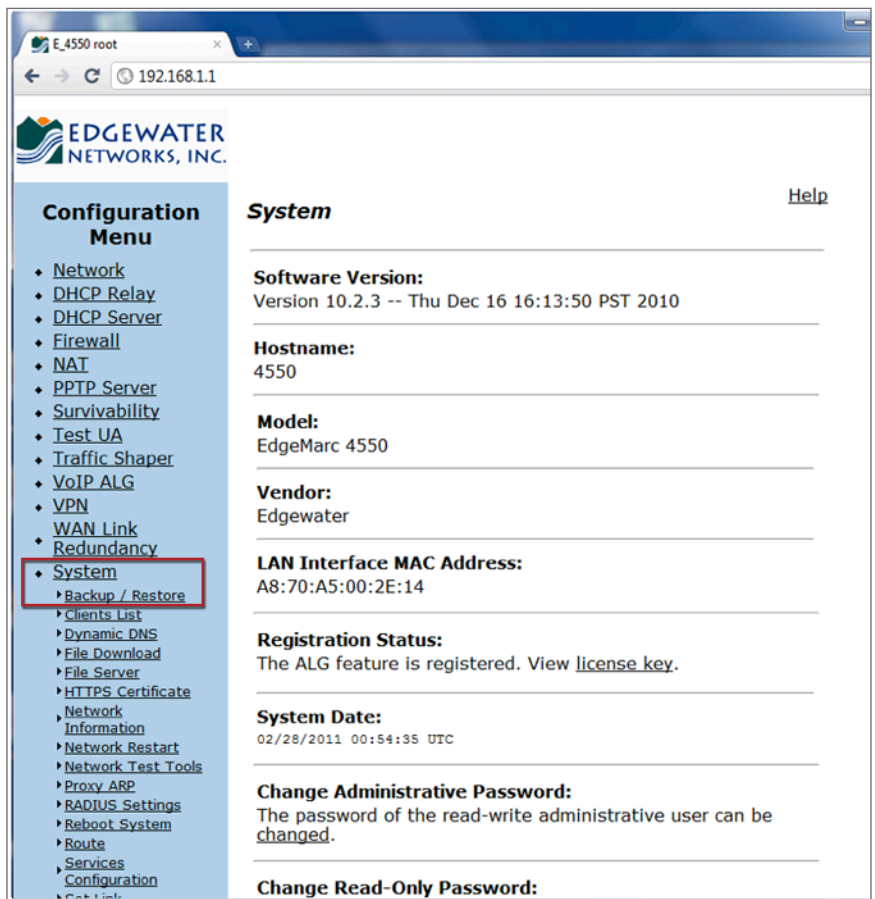 E_4550 root
192.168.1.1
EDGEWATER
NETWORKS, INC.
Configuration
Menu
Network
DHCP Relay
DHCP Server
Firewall
NAT
PPTP Server
Survivability
Test UA
Traffic Shaper
VoIP ALG
VPN
WAN Link
Redundancy
System
Backup / Restore
Clients List
Dynamic DNS
File Download
File Server
HTTPS Certificate
Network
Information
Network Restart
Network Test Tools
Proxy ARP
RADIUS Settings
Reboot System
Route
Services
Configuration
Help
System
Software Version:
Version 10.2.3 -- Thu Dec 16 16:13:50 PST 2010
Hostname:
4550
Model:
EdgeMarc 4550
Vendor:
Edgewater
LAN Interface MAC Address:
A8:70:A5:00:2E:14
Registration Status:
The ALG feature is registered. View license key.
System Date:
02/28/2011 00:54:35 UTC
Change Administrative Password:
The password of the read-write administrative user can be
changed.
Change Read-Only Password: